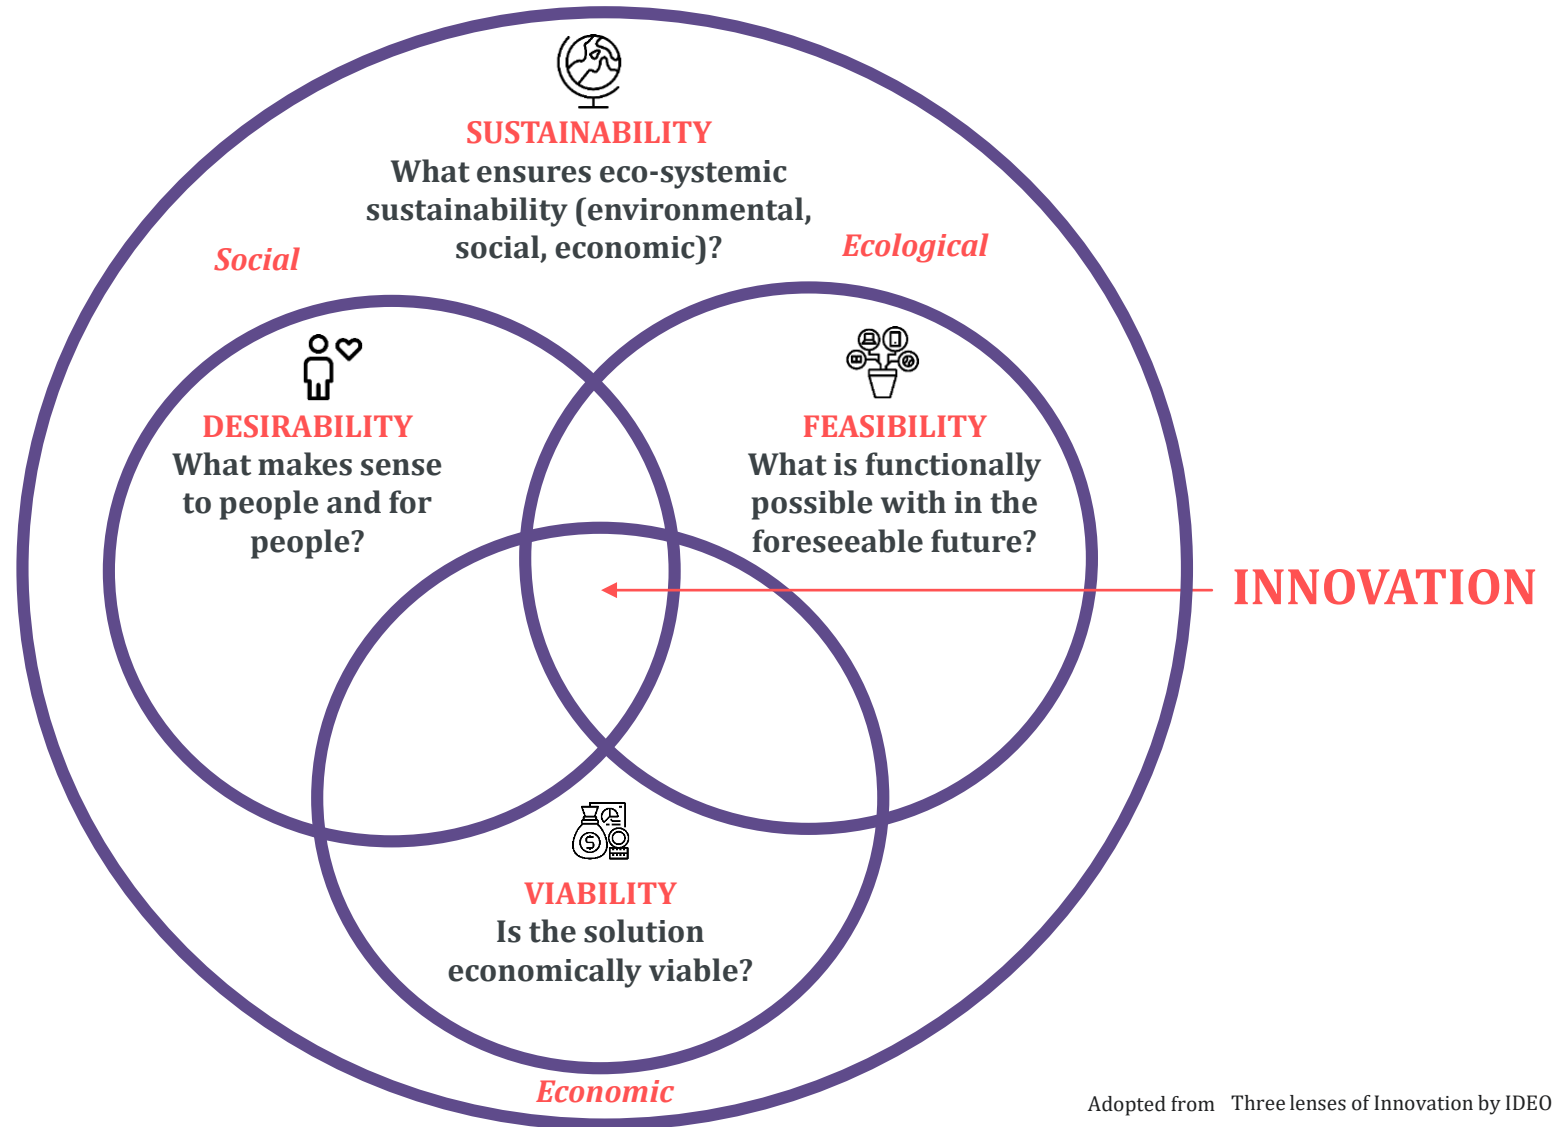 SUSTAINABILITY
What ensures eco-systemic
sustainability (environmental,
social, economic)?
Social
Ecological
DESIRABILITY
What makes sense
to people and for
people?
FEASIBILITY
What is functionally
possible with in the
foreseeable future?
INNOVATION
VIABILITY
Is the solution
economically viable?
Economic
Adopted from Three lenses of Innovation by IDEO